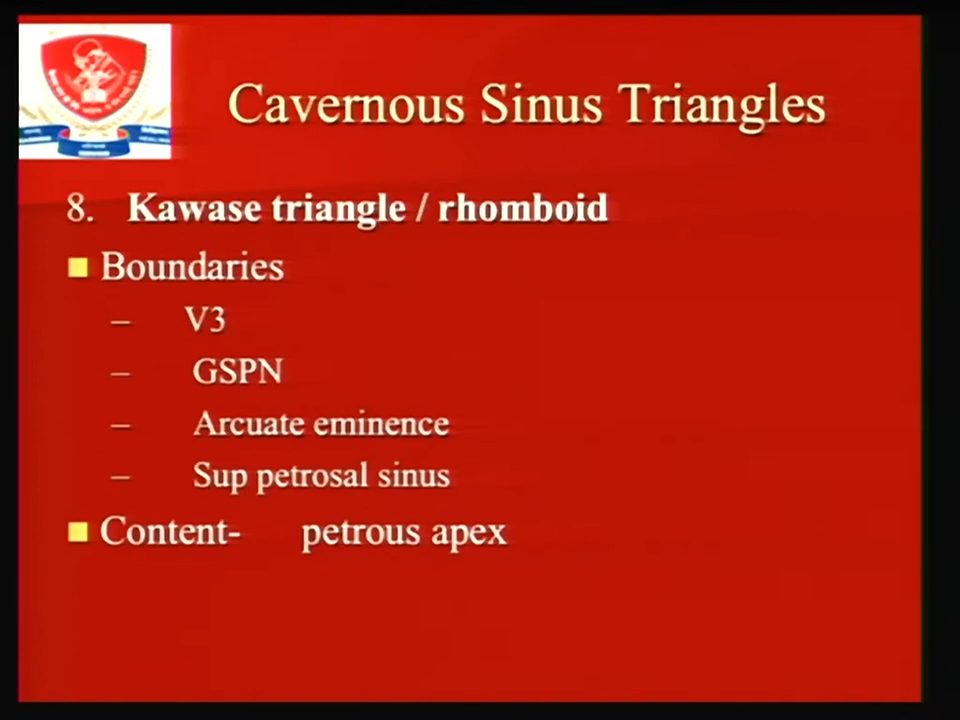 Cavernous Sinus Triangles
8. Kawase triangle / rhomboid
Boundaries
– V3
– GSPN
– Arcuate eminence
– Sup petrosal sinus
Content- petrous apex